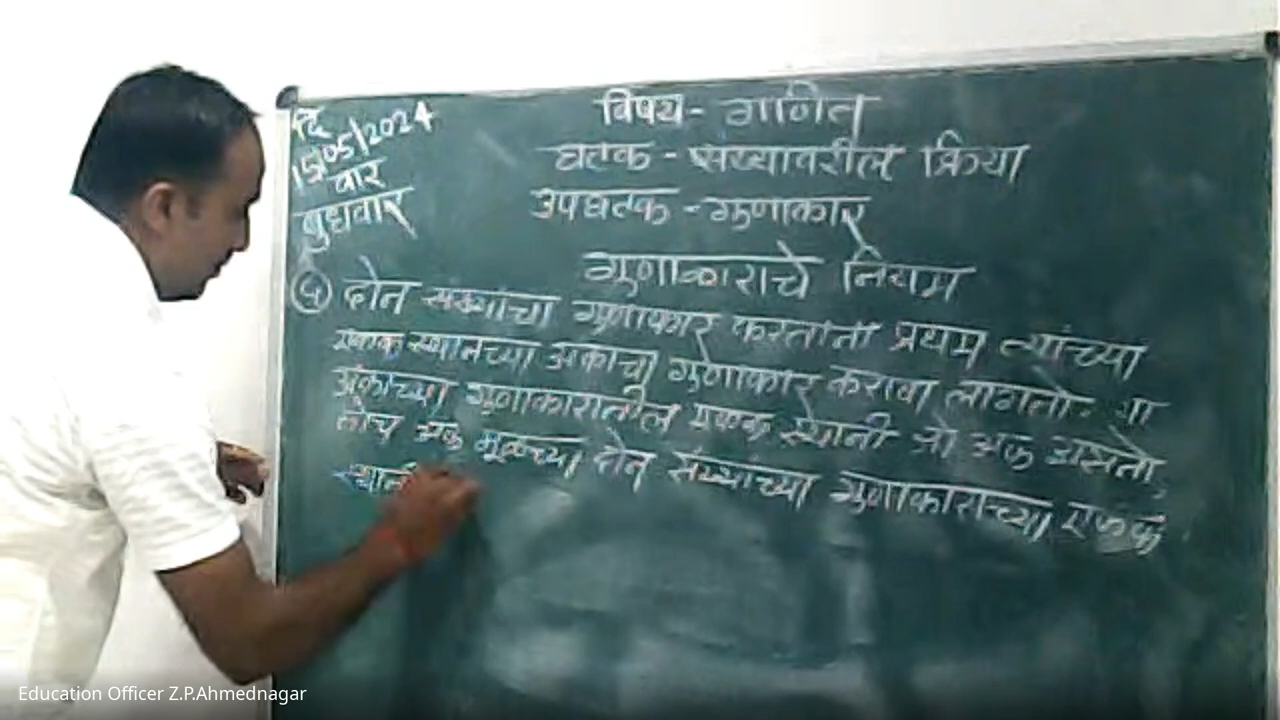 दि
15/05/2024
वार
बुधवार
विषय - गणित
घटक - संख्यावरील क्रिया
उपघटक - गुणाकार
गुणाकाराचे नियम
५ दोन संख्यांचा गुणाकार करताना प्रथम त्यांच्या
एकक स्थानच्या अंकाचा गुणाकार करावा लागतो. या
अंकांच्या गुणाकारातील एकक स्थानी जो अंक असतो,
तोच अंक मूळच्या दोन संख्यांच्या गुणाकाराच्या एकक
स्थानी
Education Officer Z.P.Ahmednagar